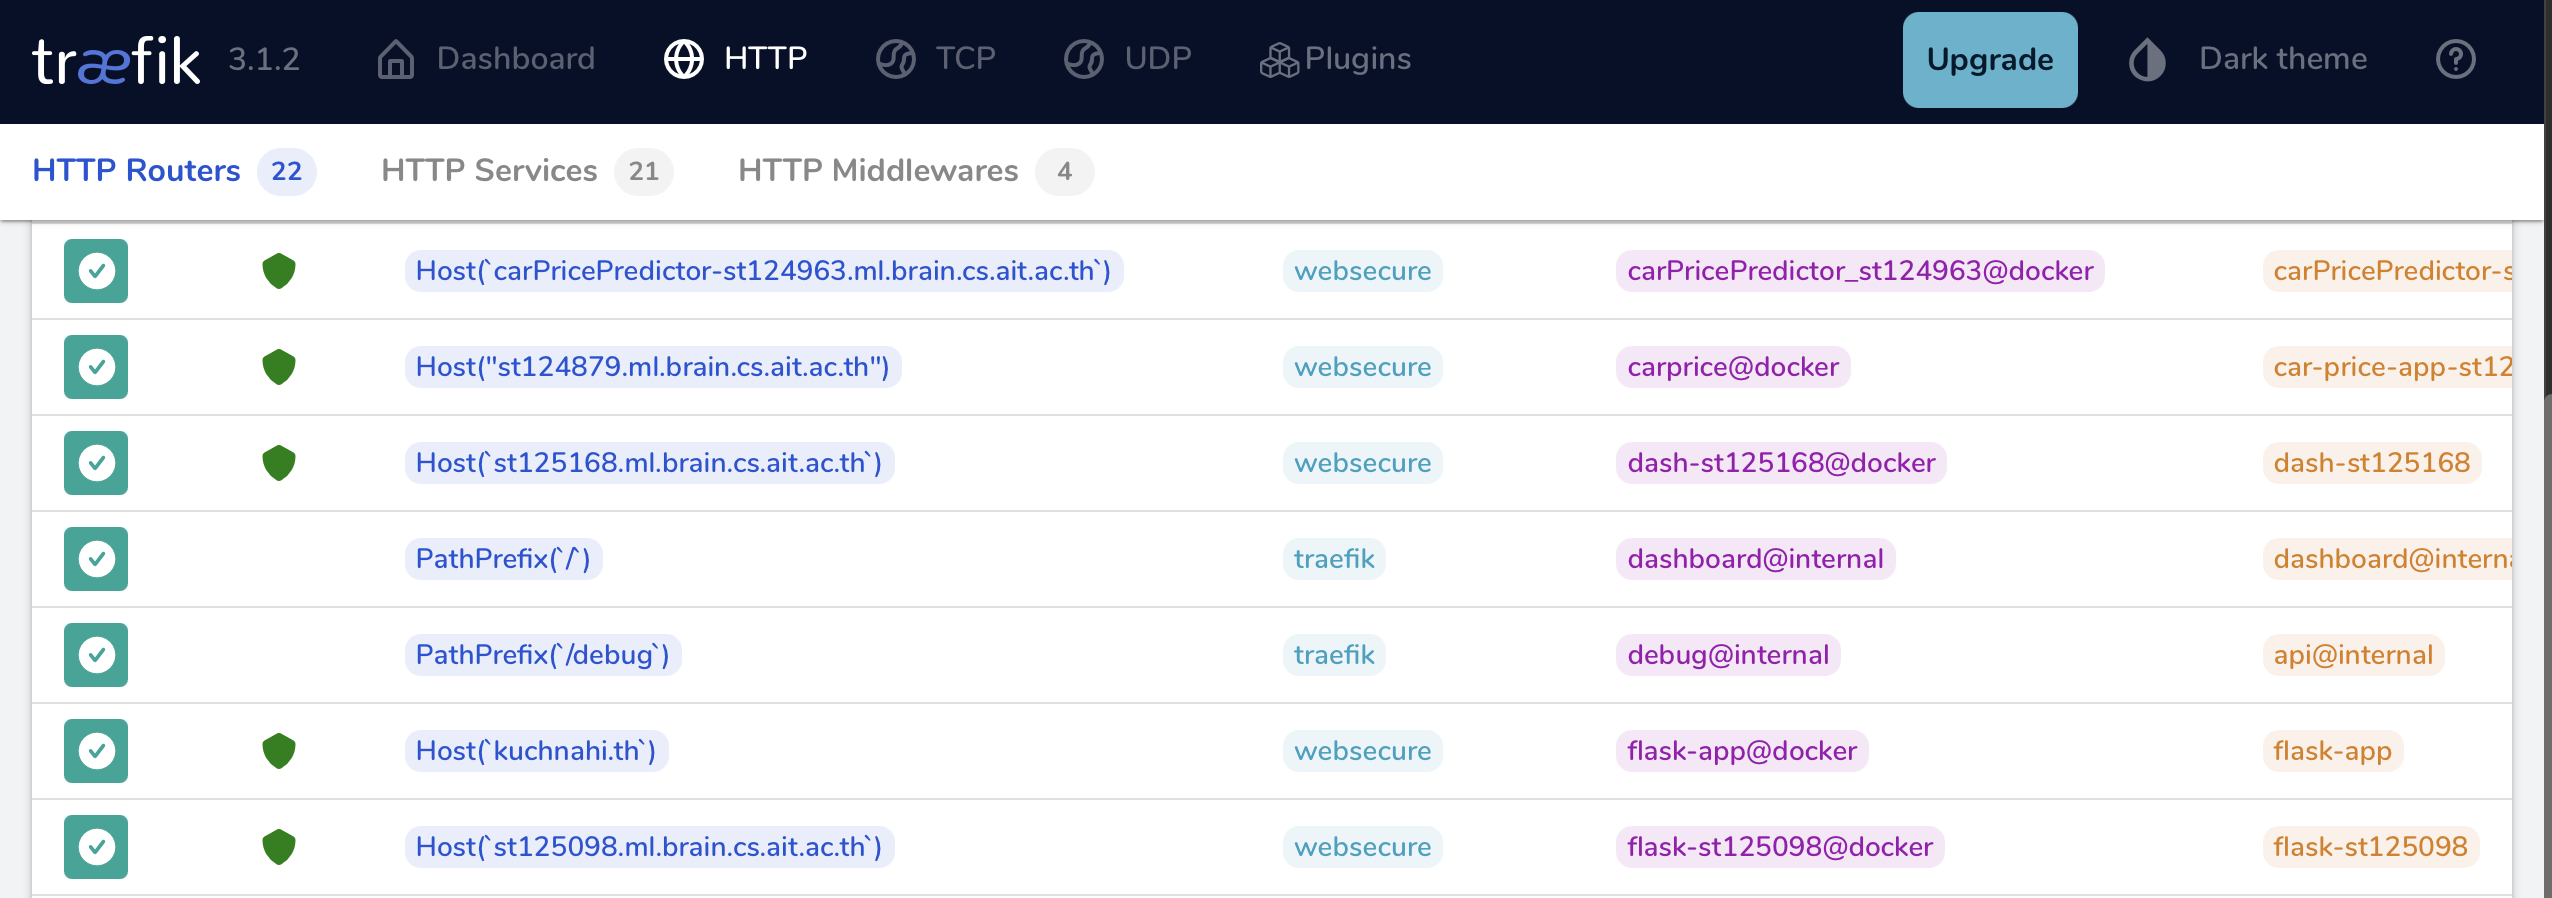 træfik 3.1.2 Dashboard HTTP TCP UDP Plugins Upgrade Dark theme
HTTP Routers 22 HTTP Services 21 HTTP Middlewares 4
Host(`carPricePredictor-st124963.ml.brain.cs.ait.ac.th`) websecure carPricePredictor_st124963@docker carPricePredictor-s
Host("st124879.ml.brain.cs.ait.ac.th") websecure carprice@docker car-price-app-st12
Host(`st125168.ml.brain.cs.ait.ac.th`) websecure dash-st125168@docker dash-st125168
PathPrefix(`/`) traefik dashboard@internal dashboard@interna
PathPrefix(`/debug`) traefik debug@internal api@internal
Host(`kuchnahi.th`) websecure flask-app@docker flask-app
Host(`st125098.ml.brain.cs.ait.ac.th`) websecure flask-st125098@docker flask-st125098